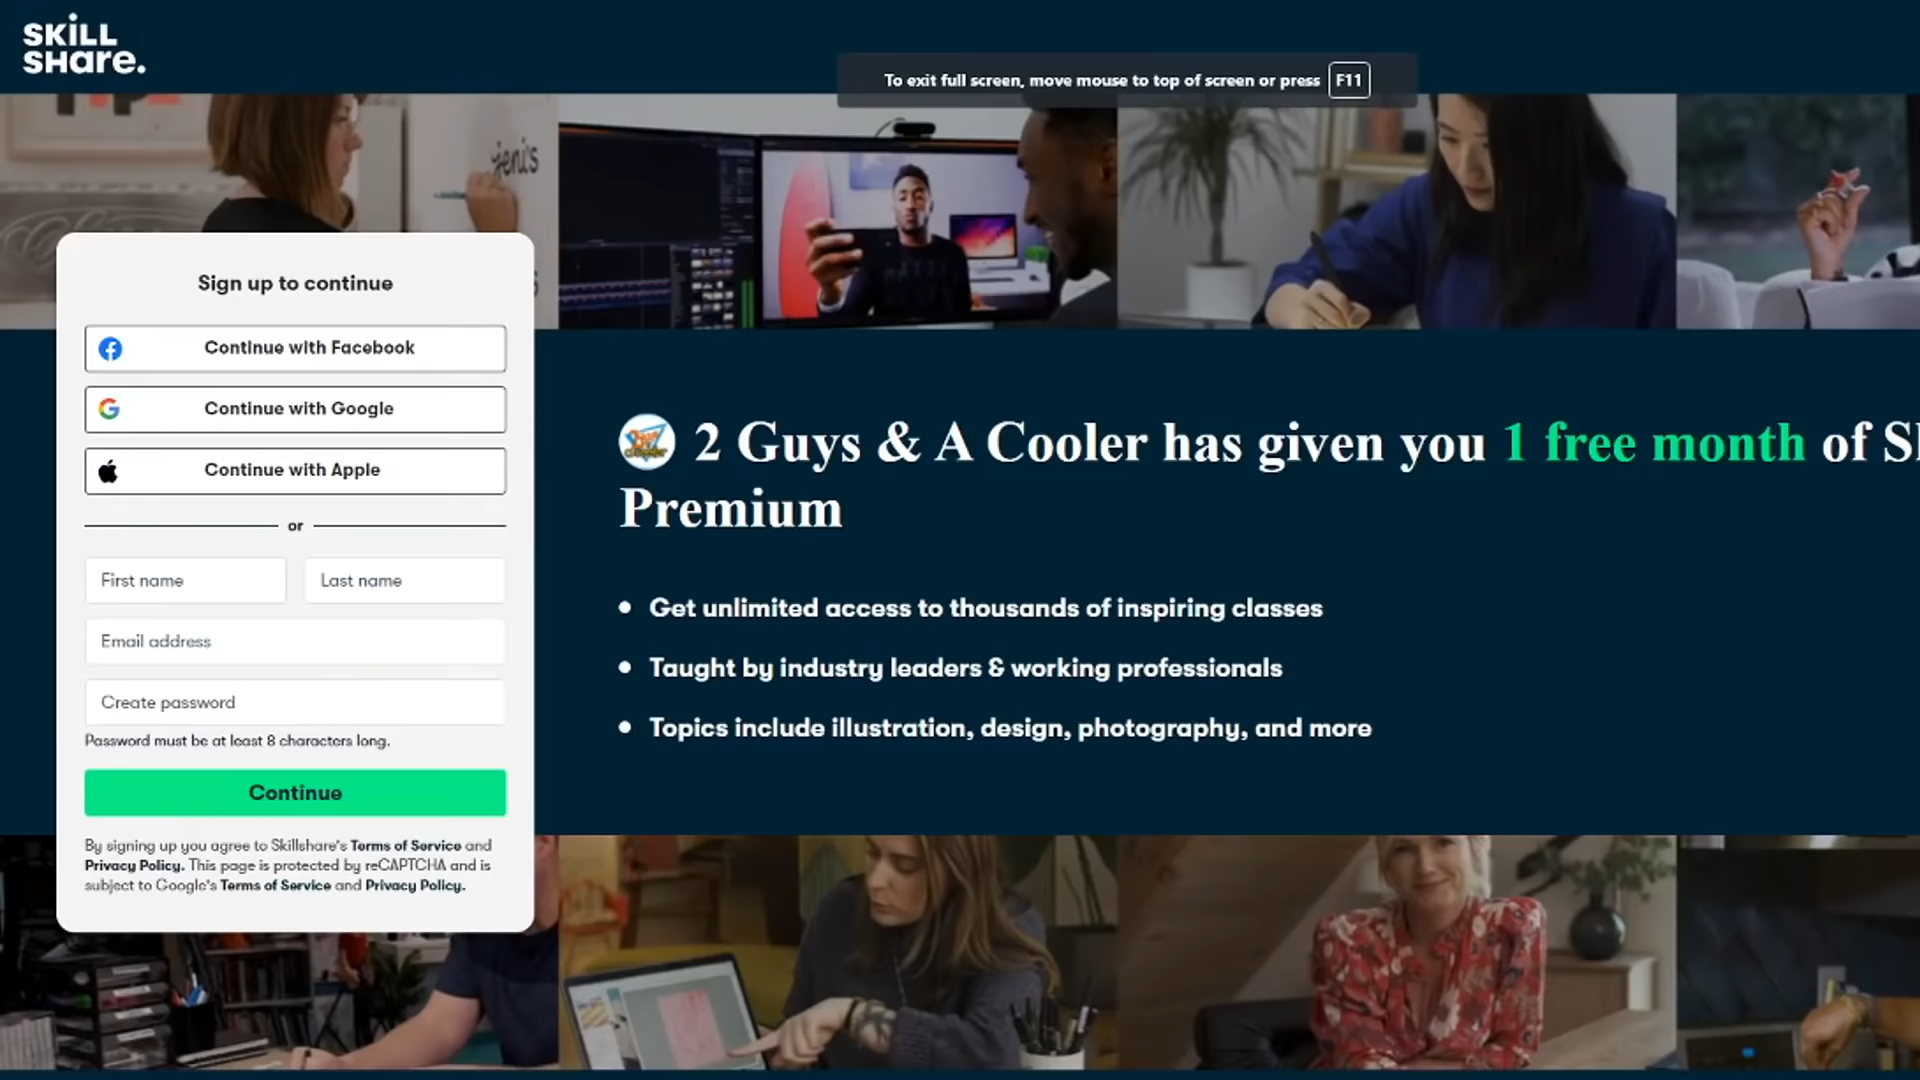 SKILL
SHare.
To exit full screen, move mouse to top of screen or press F11
jeni's
Sign up to continue
Continue with Facebook
Continue with Google
Continue with Apple
or
First name Last name
Email address
Create password
Password must be at least 8 characters long.
Continue
By signing up you agree to Skillshare's Terms of Service and
Privacy Policy. This page is protected by reCAPTCHA and is
subject to Google's Terms of Service and Privacy Policy.
2 Guys & A Cooler has given you 1 free month of
Premium
• Get unlimited access to thousands of inspiring classes
• Taught by industry leaders & working professionals
• Topics include illustration, design, photography, and more